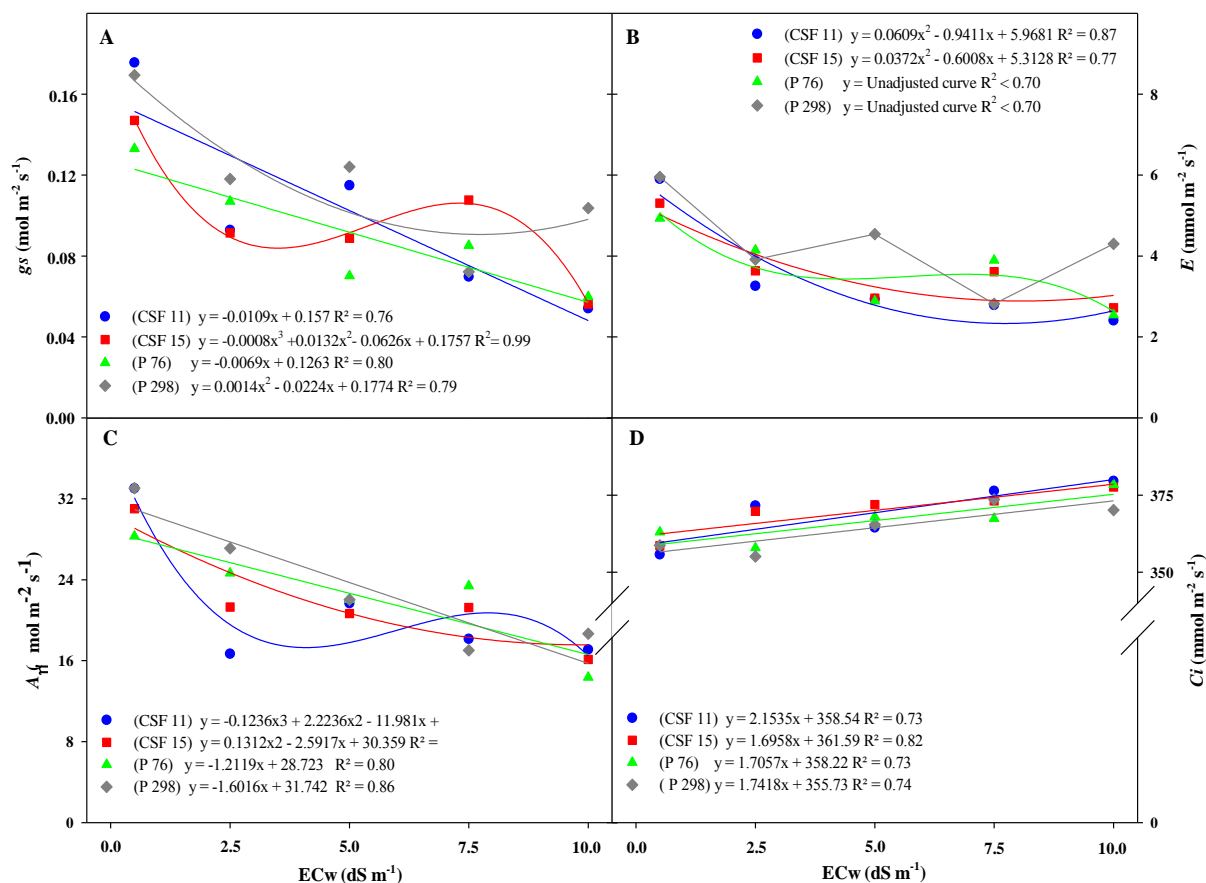 A
B
(CSF 11) y = 0.0609x² - 0.9411x + 5.9681 R² = 0.87
(CSF 15) y = 0.0372x² - 0.6008x + 5.3128 R² = 0.77
(P 76) y = Unadjusted curve R² < 0.70
(P 298) y = Unadjusted curve R² < 0.70
0.16
0.12
0.08
0.04
0.00
gs (mol m⁻² s⁻¹)
(CSF 11) y = -0.0109x + 0.157 R² = 0.76
(CSF 15) y = -0.0008x³ +0.0132x²- 0.0626x + 0.1757 R²= 0.99
(P 76) y = -0.0069x + 0.1263 R² = 0.80
(P 298) y = 0.0014x² - 0.0224x + 0.1774 R² = 0.79
8
6
4
2
0
E (mmol m⁻² s⁻¹)
C
D
32
24
16
8
0
A ( mol m⁻² s⁻¹
(CSF 11) y = -0.1236x3 + 2.2236x2 - 11.981x +
(CSF 15) y = 0.1312x2 - 2.5917x + 30.359 R² =
(P 76) y = -1.2119x + 28.723 R² = 0.80
(P 298) y = -1.6016x + 31.742 R² = 0.86
(CSF 11) y = 2.1535x + 358.54 R² = 0.73
(CSF 15) y = 1.6958x + 361.59 R² = 0.82
(P 76) y = 1.7057x + 358.22 R² = 0.73
( P 298) y = 1.7418x + 355.73 R² = 0.74
375
350
0
Ci (mmol m⁻² s⁻¹)
0.0 2.5 5.0 7.5 10.0
0.0 2.5 5.0 7.5 10.0
ECw (dS m⁻¹)
ECw (dS m⁻¹)